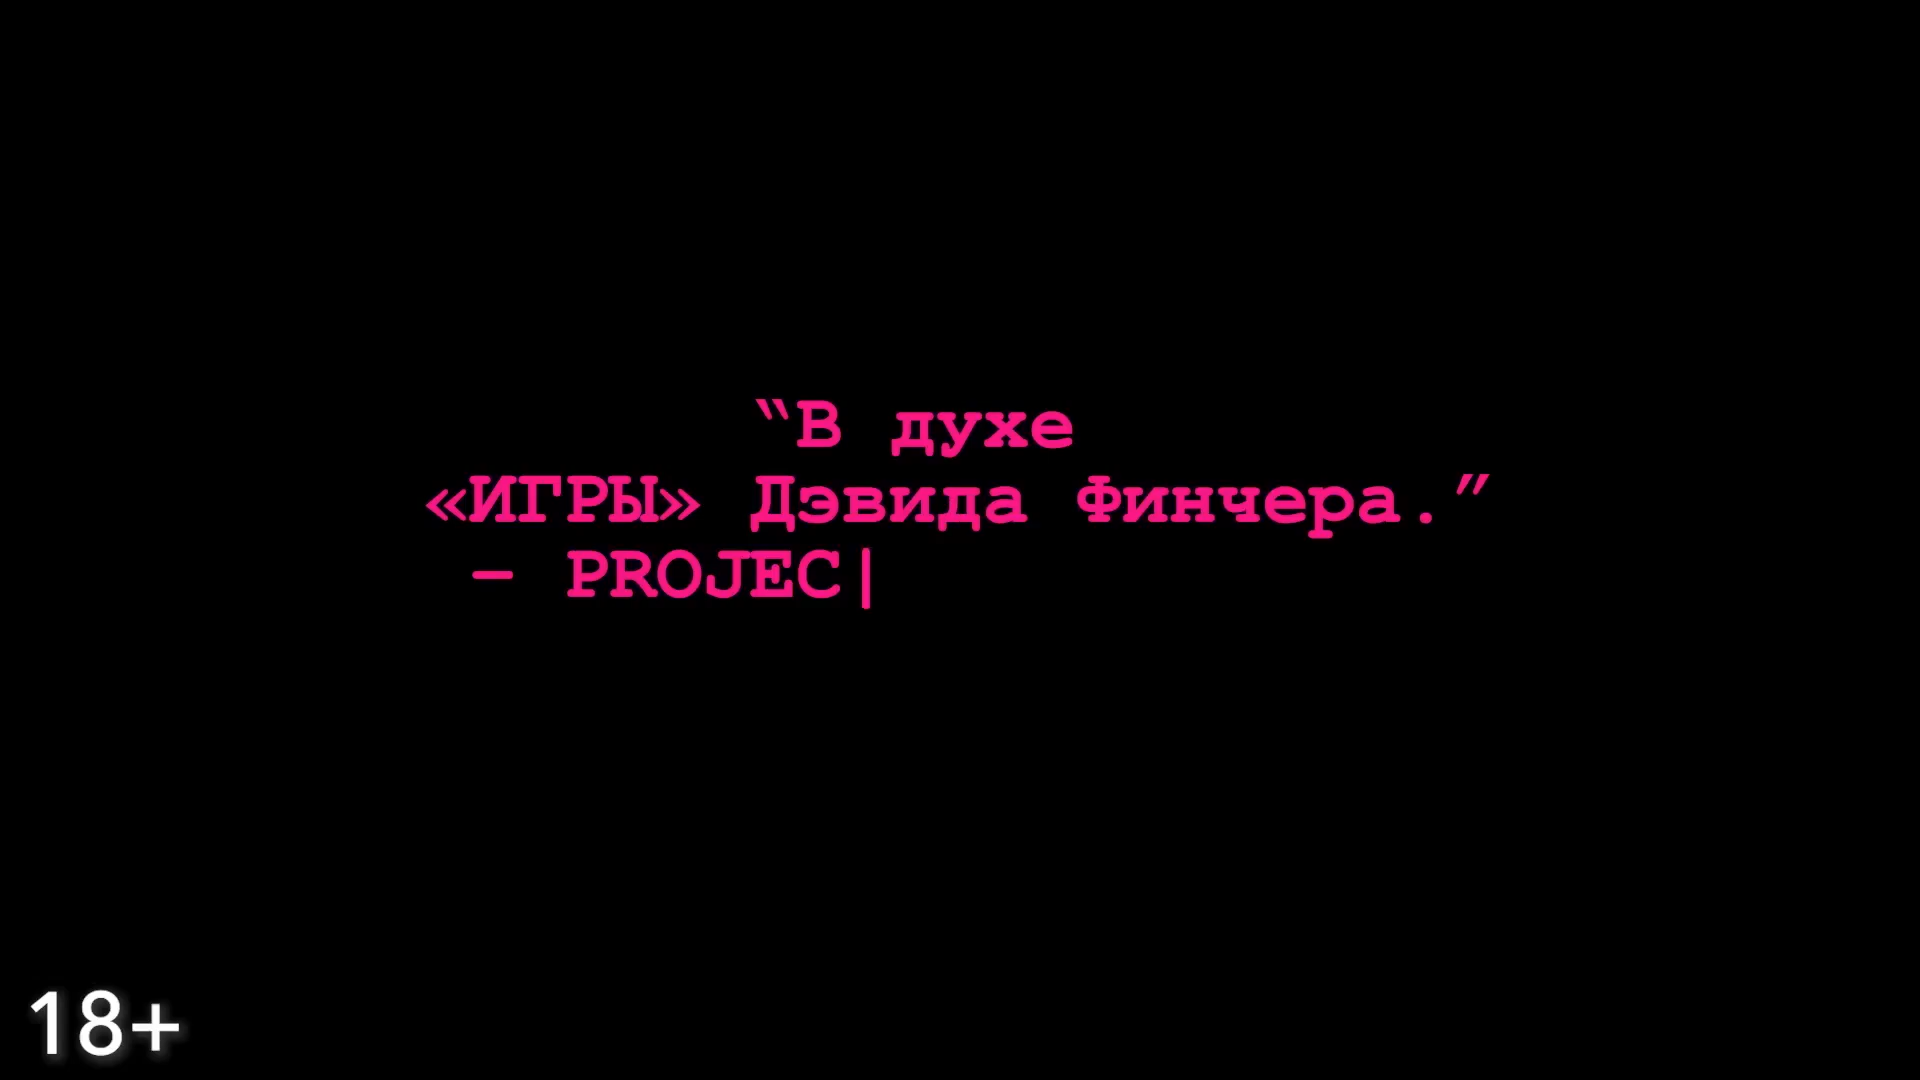 “В духе
«ИГРЫ» Дэвида Финчера.”
– PROJEC|
18+